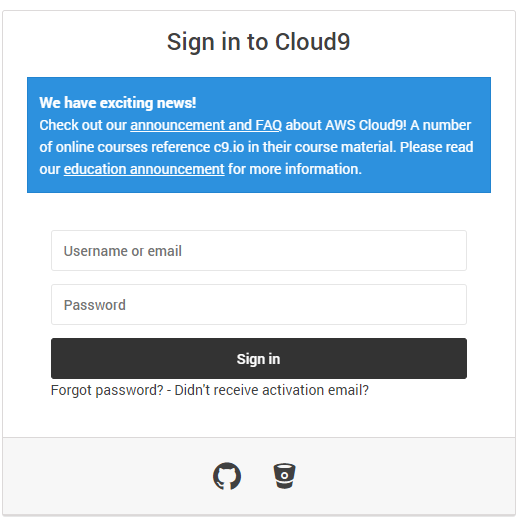 Sign in to Cloud9
We have exciting news!
Check out our announcement and FAQ about AWS Cloud9! A number
of online courses reference c9.io in their course material. Please read
our education announcement for more information.
Username or email
Password
Sign in
Forgot password? - Didn't receive activation email?